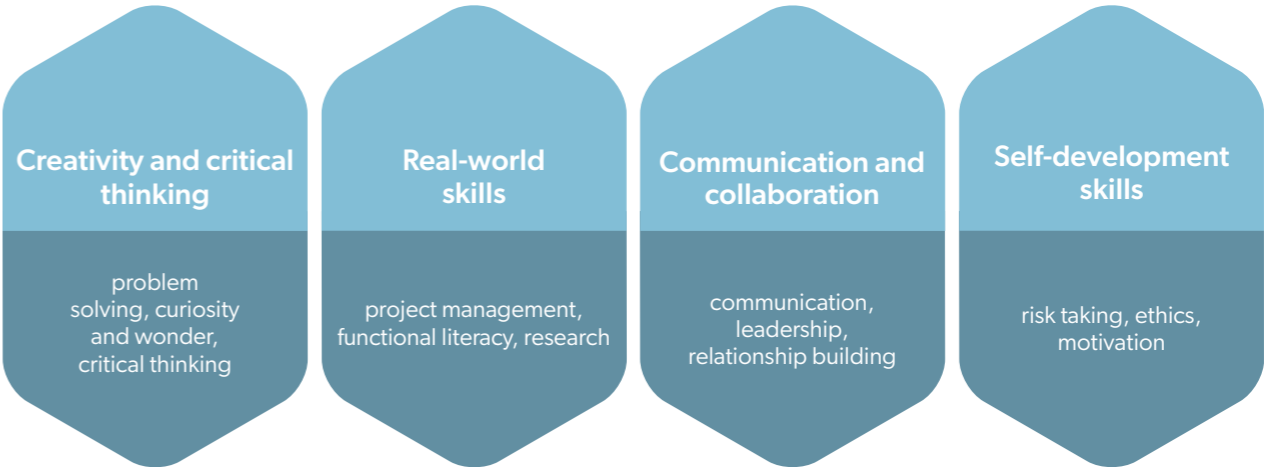 Creativity and critical
thinking
problem
solving, curiosity
and wonder,
critical thinking
Real-world
skills
project management,
functional literacy, research
Communication and
collaboration
communication,
leadership,
relationship building
Self-development
skills
risk taking, ethics,
motivation